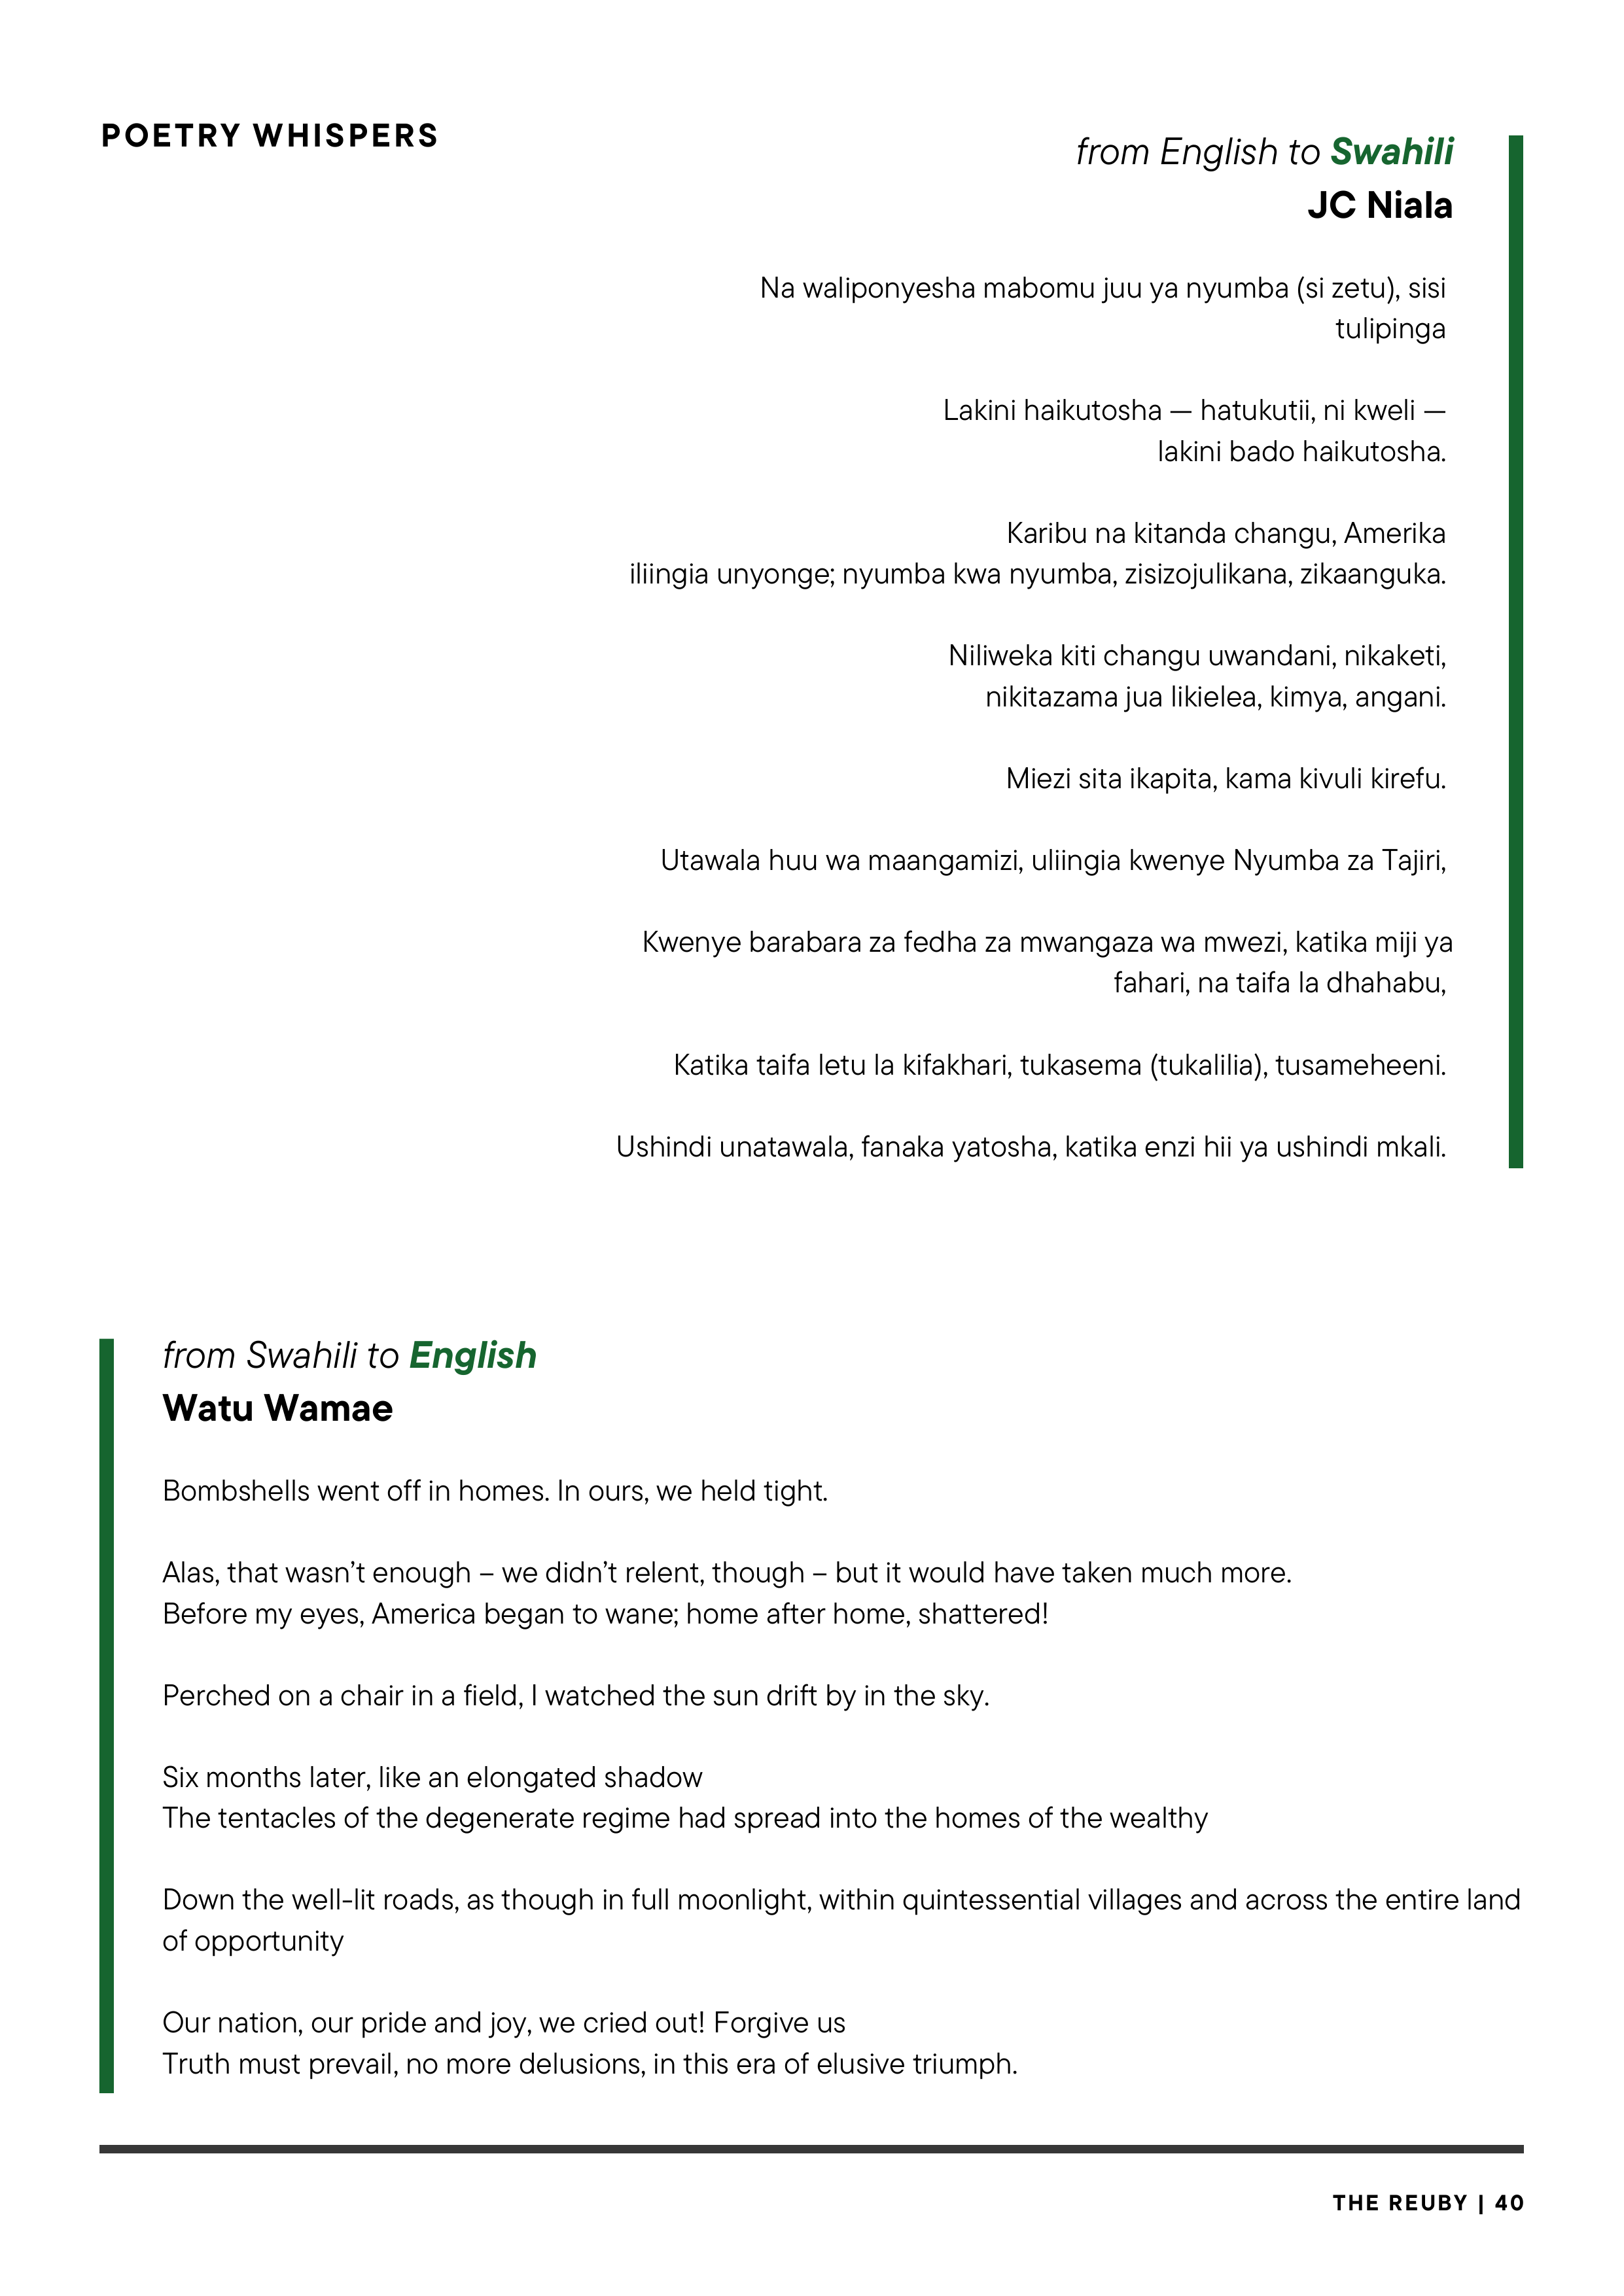 POETRY WHISPERS
from English to Swahili
JC Niala
Na waliponyesha mabomu juu ya nyumba (si zetu), sisi
tulipinga
Lakini haikutosha — hatukutii, ni kweli —
lakini bado haikutosha.
Karibu na kitanda changu, Amerika
iliingia unyonge; nyumba kwa nyumba, zisizojulikana, zikaanguka.
Niliweka kiti changu uwandani, nikaketi,
nikitazama jua likielea, kimya, angani.
Miezi sita ikapita, kama kivuli kirefu.
Utawala huu wa maangamizi, uliingia kwenye Nyumba za Tajiri,
Kwenye barabara za fedha za mwangaza wa mwezi, katika miji ya
fahari, na taifa la dhahabu,
Katika taifa letu la kifakhari, tukasema (tukalilia), tusameheeni.
Ushindi unatawala, fanaka yatosha, katika enzi hii ya ushindi mkali.
from Swahili to English
Watu Wamae
Bombshells went off in homes. In ours, we held tight.
Alas, that wasn’t enough – we didn’t relent, though – but it would have taken much more.
Before my eyes, America began to wane; home after home, shattered!
Perched on a chair in a field, I watched the sun drift by in the sky.
Six months later, like an elongated shadow
The tentacles of the degenerate regime had spread into the homes of the wealthy
Down the well-lit roads, as though in full moonlight, within quintessential villages and across the entire land
of opportunity
Our nation, our pride and joy, we cried out! Forgive us
Truth must prevail, no more delusions, in this era of elusive triumph.
THE REUBY | 40